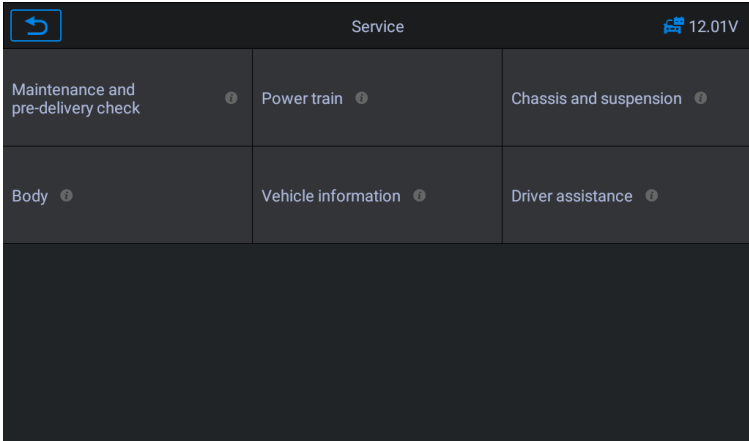 Service
12.01V
Maintenance and
pre-delivery check
Power train
Chassis and suspension
Body
Vehicle information
Driver assistance